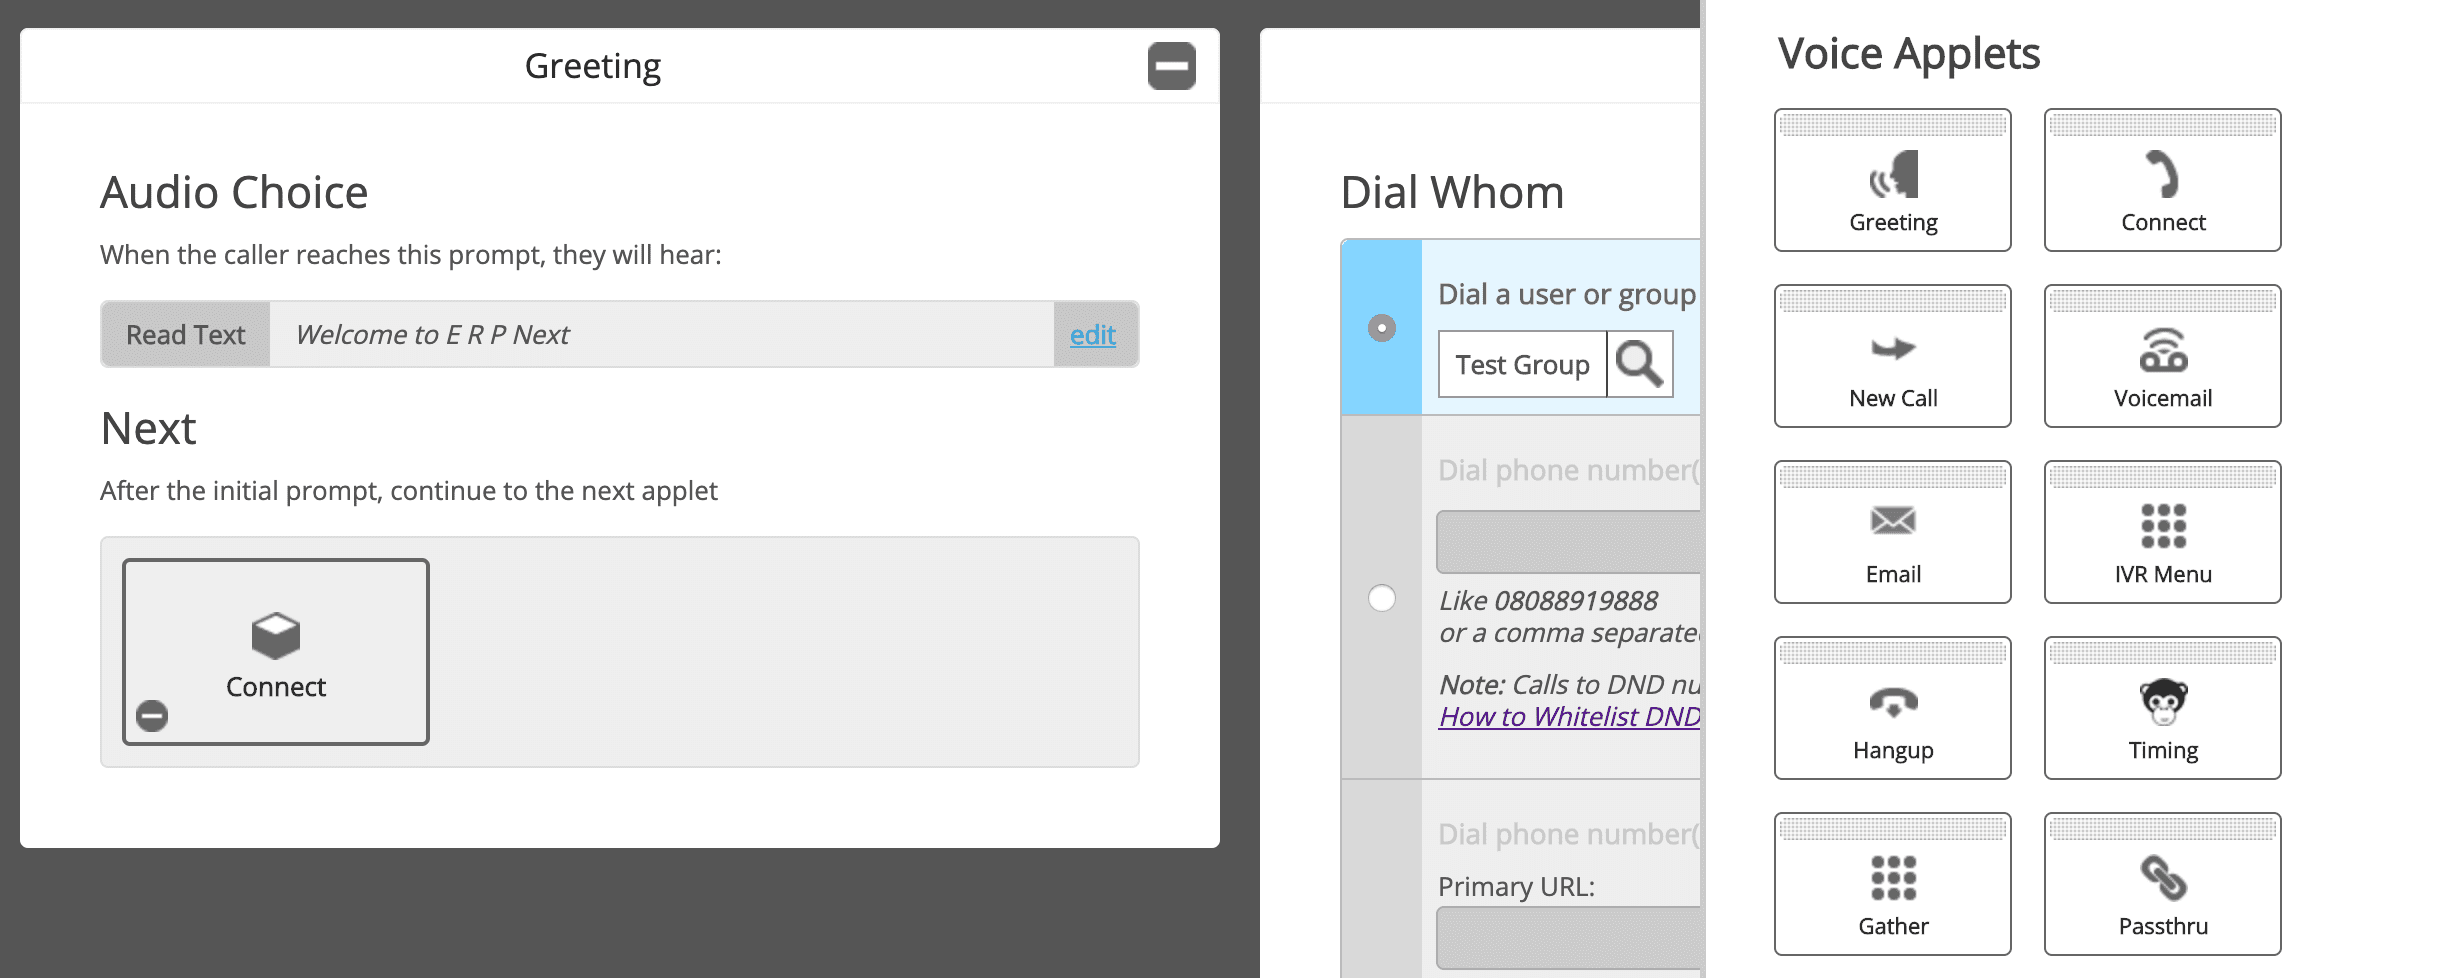 Greeting
Audio Choice
When the caller reaches this prompt, they will hear:
Read Text Welcome to E R P Next edit
Next
After the initial prompt, continue to the next applet
Connect
Dial Whom
Dial a user or group
Test Group
Dial phone number(
Like 08088919888
or a comma separated
Note: Calls to DND nu
How to Whitelist DND
Dial phone number(
Primary URL:
Voice Applets
Greeting Connect
New Call Voicemail
Email IVR Menu
Hangup Timing
Gather Passthru